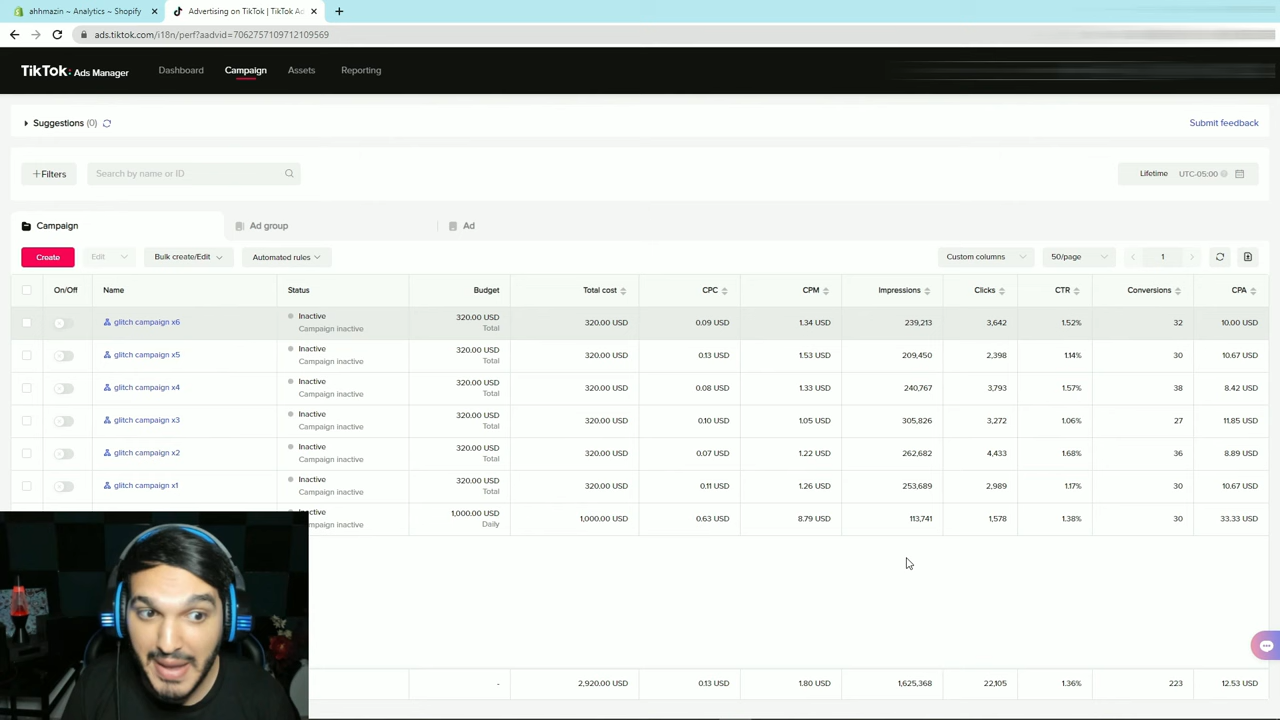 ahhmazin ~ Analytics ~ Shopify
Advertising on TikTok | TikTok Ads
ads.tiktok.com/i18n/perf?aadvid=7062757109712109569
TikTok: Ads Manager Dashboard Campaign Assets Reporting
Suggestions (0) Submit feedback
+Filters Search by name or ID Lifetime UTC-05:00
Campaign Ad group Ad
Create Edit Bulk create/Edit Automated rules Custom columns 50/page 1
On/Off Name Status Budget Total cost CPC CPM Impressions Clicks CTR Conversions CPA
glitch campaign x6 Inactive 320.00 USD 320.00 USD 0.09 USD 1.34 USD 239,213 3,642 1.52% 32 10.00 USD
Campaign inactive Total
glitch campaign x5 Inactive 320.00 USD 320.00 USD 0.13 USD 1.53 USD 209,450 2,398 1.14% 30 10.67 USD
Campaign inactive Total
glitch campaign x4 Inactive 320.00 USD 320.00 USD 0.08 USD 1.33 USD 240,767 3,793 1.57% 38 8.42 USD
Campaign inactive Total
glitch campaign x3 Inactive 320.00 USD 320.00 USD 0.10 USD 1.05 USD 305,826 3,272 1.06% 27 11.85 USD
Campaign inactive Total
glitch campaign x2 Inactive 320.00 USD 320.00 USD 0.07 USD 1.22 USD 262,682 4,433 1.68% 36 8.89 USD
Campaign inactive Total
glitch campaign x1 Inactive 320.00 USD 320.00 USD 0.11 USD 1.26 USD 253,689 2,989 1.17% 30 10.67 USD
Campaign inactive Total
1,000.00 USD 1,000.00 USD 0.63 USD 8.79 USD 113,741 1,578 1.38% 30 33.33 USD
inactive Daily
- 2,920.00 USD 0.13 USD 1.80 USD 1,625,368 22,105 1.36% 223 12.53 USD